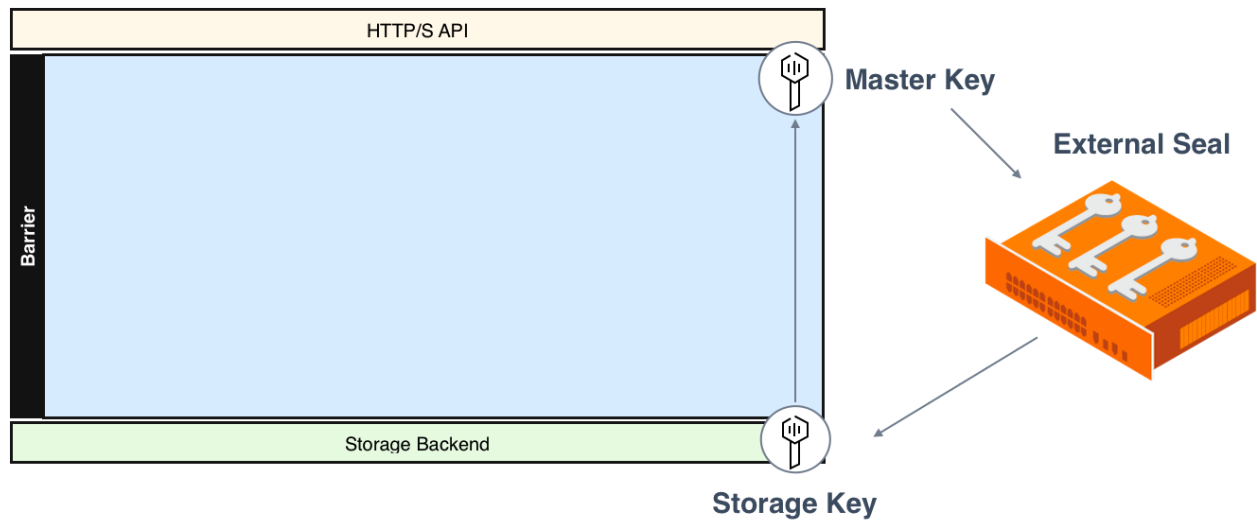 HTTP/S API
Master Key
External Seal
Barrier
Storage Backend
Storage Key